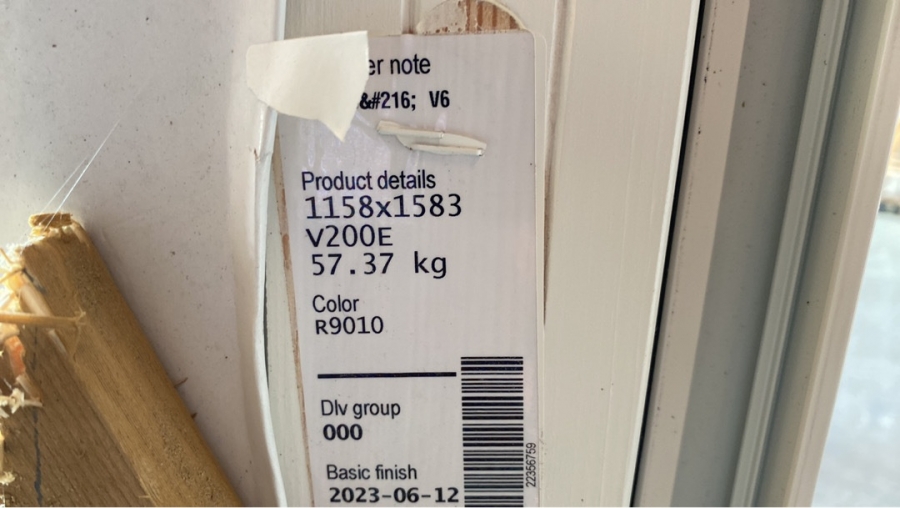 er note
&#216; V6
Product details
1158x1583
V200E
57.37 kg
Color
R9010
Dlv group
000
Basic finish
2023-06-12
22356759